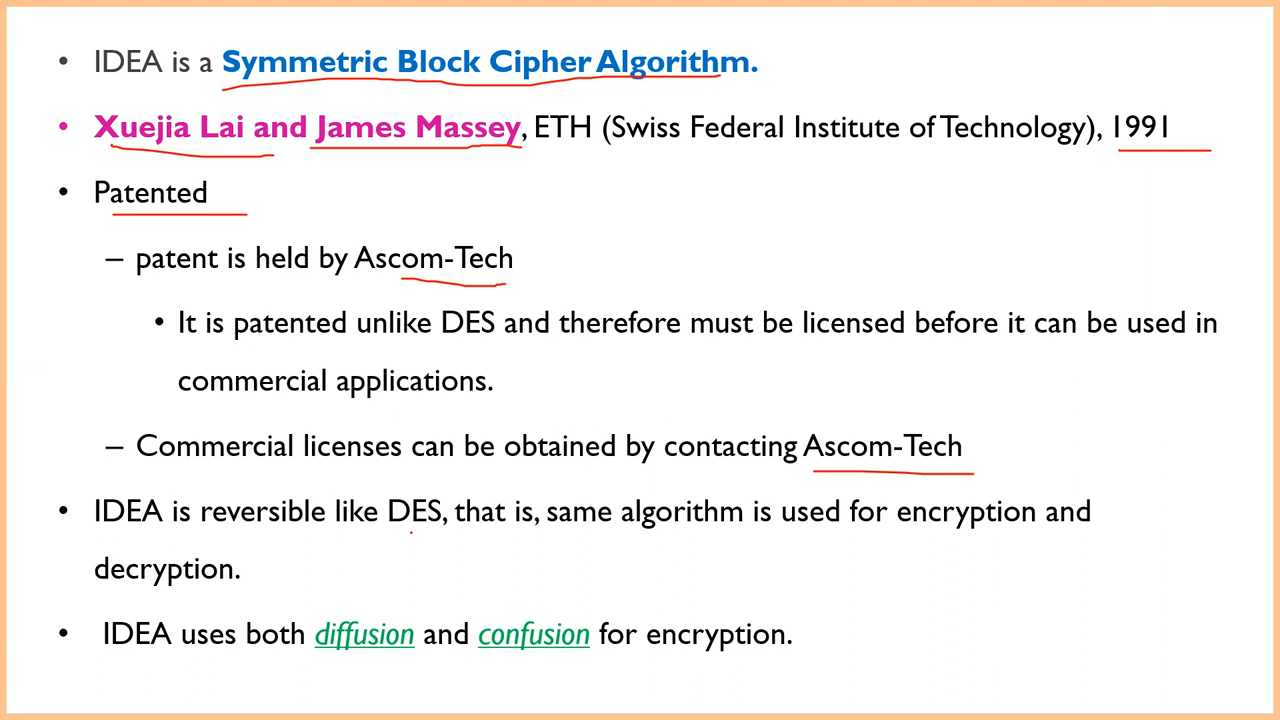 • IDEA is a Symmetric Block Cipher Algorithm.
• Xuejia Lai and James Massey, ETH (Swiss Federal Institute of Technology), 1991
• Patented
– patent is held by Ascom-Tech
• It is patented unlike DES and therefore must be licensed before it can be used in
commercial applications.
– Commercial licenses can be obtained by contacting Ascom-Tech
• IDEA is reversible like DES, that is, same algorithm is used for encryption and
decryption.
• IDEA uses both diffusion and confusion for encryption.